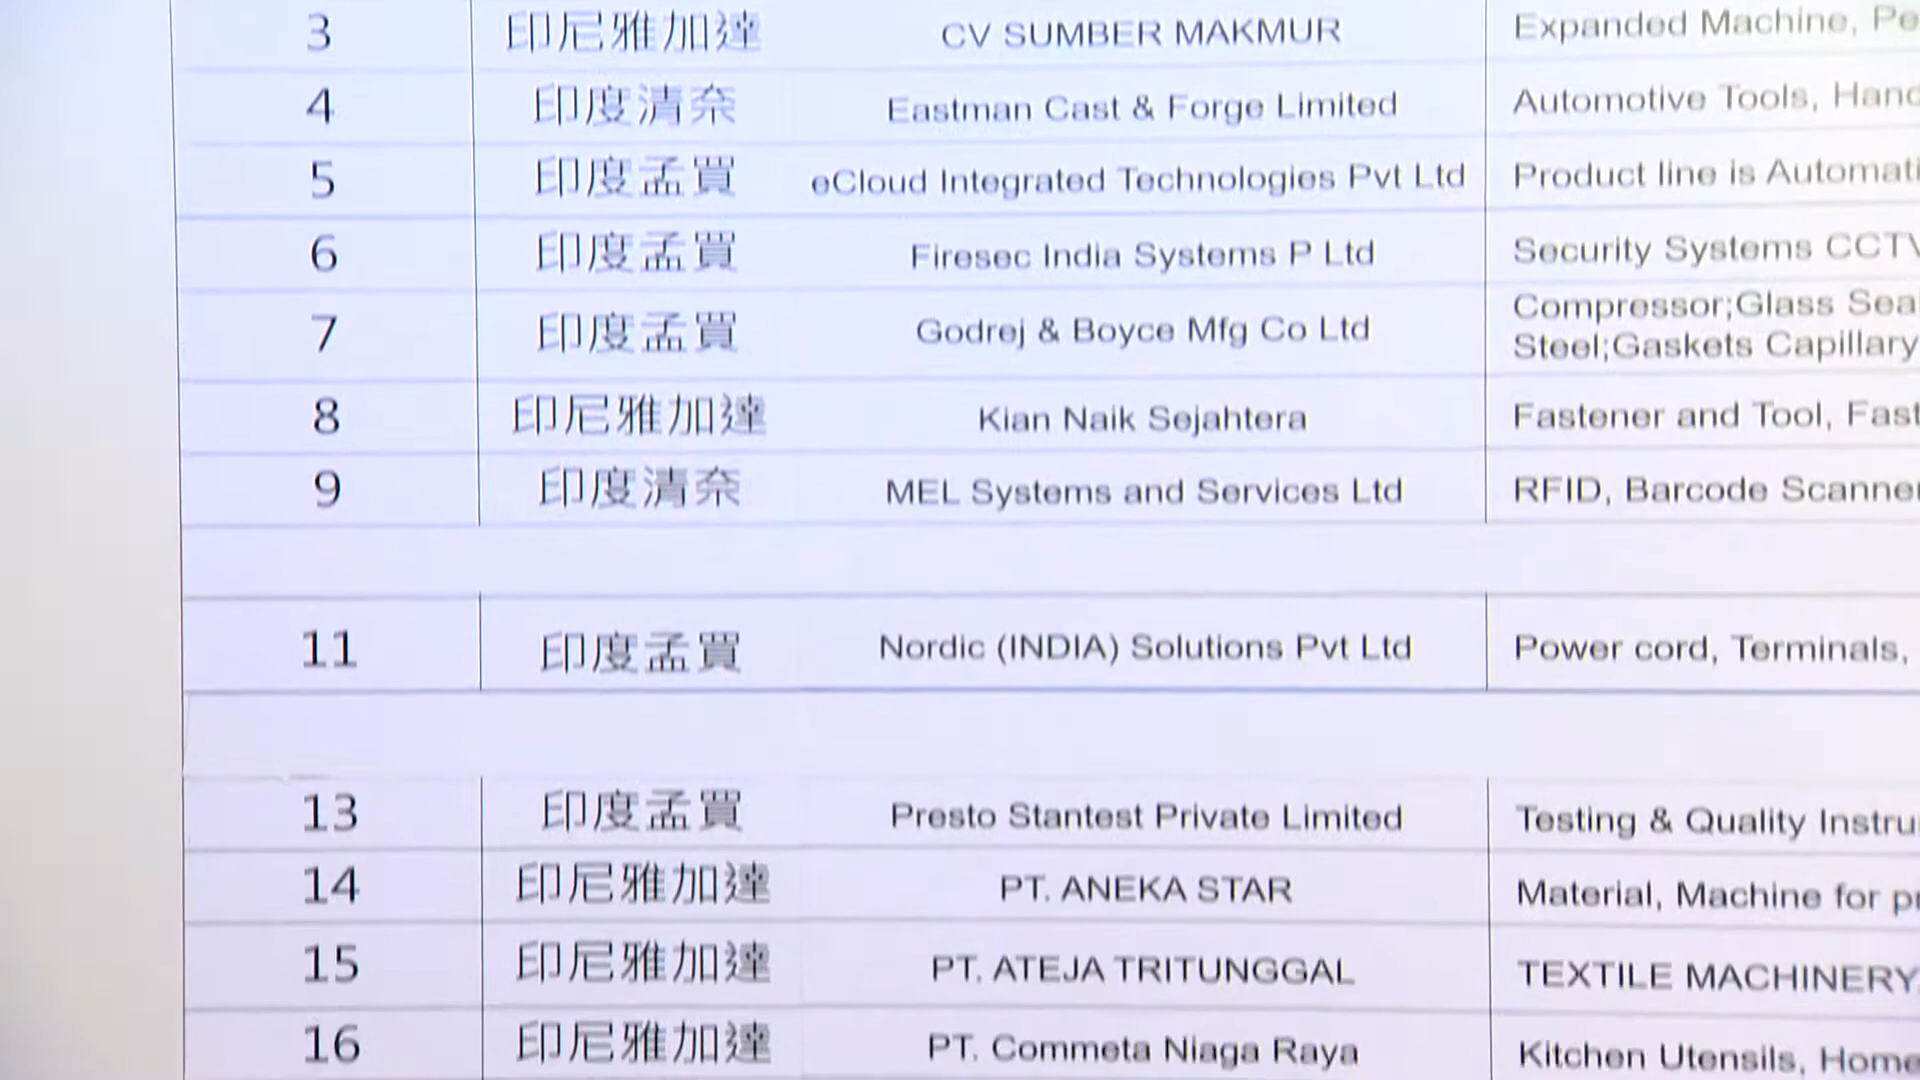 3 印尼雅加達 CV SUMBER MAKMUR Expanded Machine,
4 印度清奈 Eastman Cast & Forge Limited Automotive Tools,
5 印度孟買 eCloud Integrated Technologies Pvt Ltd Product line is
6 印度孟買 Firesec India Systems P Ltd Security Systems CCTV
7 印度孟買 Godrej & Boyce Mfg Co Ltd Compressor;Glass
Steel;Gaskets Capillary
8 印尼雅加達 Kian Naik Sejahtera Fastener and Tool,
9 印度清奈 MEL Systems and Services Ltd RFID, Barcode
11 印度孟買 Nordic (INDIA) Solutions Pvt Ltd Power cord, Terminals,
13 印度孟買 Presto Stantest Private Limited Testing & Quality
14 印尼雅加達 PT. ANEKA STAR Material, Machine for
15 印尼雅加達 PT. ATEJA TRITUNGGAL TEXTILE MACHINERY
16 印尼雅加達 PT. Commeta Niaga Raya Kitchen Utensils,